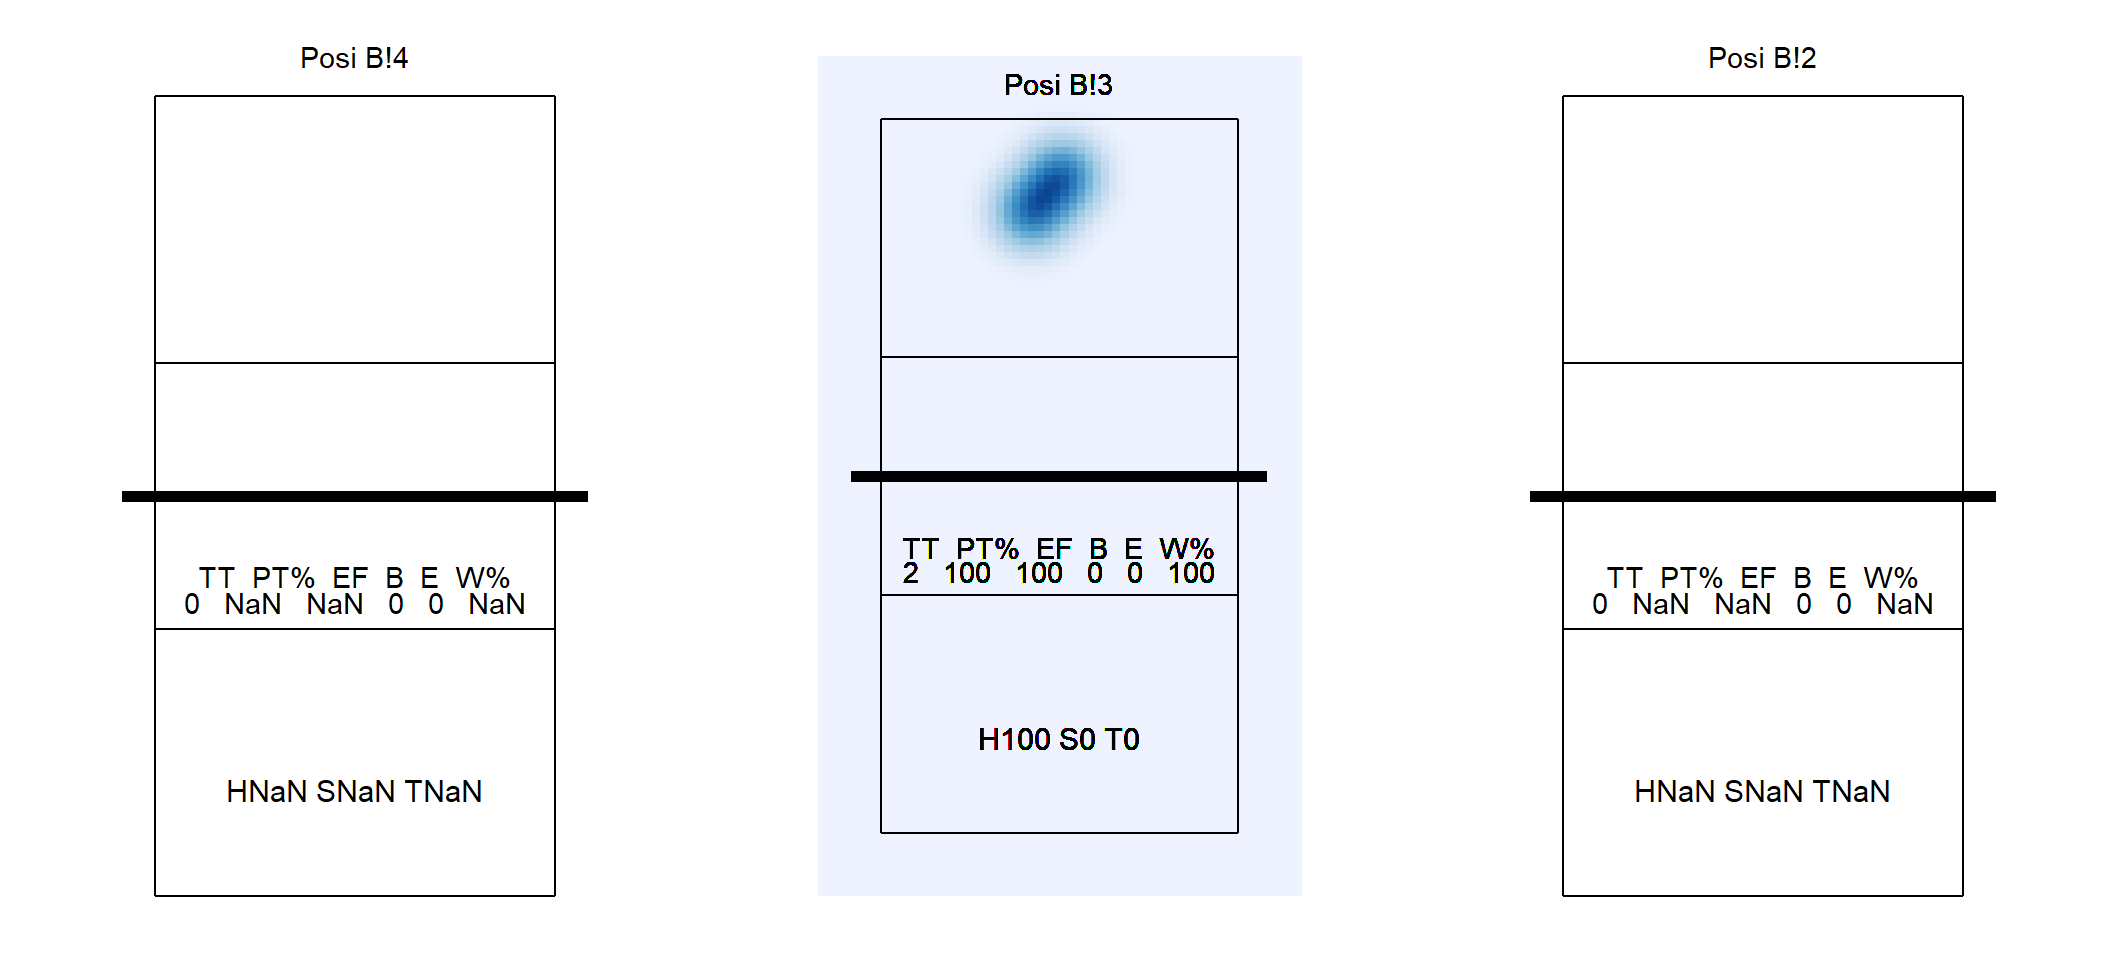 Posi B!4
TT PT% EF B E W%
0 NaN NaN 0 0 NaN
HNaN SNaN TNaN
Posi B!3
TT PT% EF B E W%
2 100 100 0 0 100
H100 S0 T0
Posi B!2
TT PT% EF B E W%
0 NaN NaN 0 0 NaN
HNaN SNaN TNaN